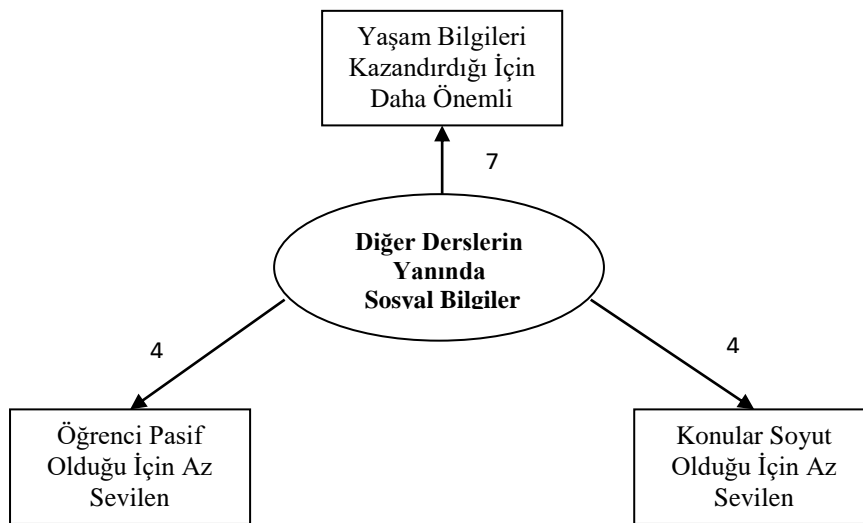 Yaşam Bilgileri
Kazandırdığı İçin
Daha Önemli
7
Diğer Derslerin
Yanında
Sosyal Bilgiler
4
4
Öğrenci Pasif
Olduğu İçin Az
Sevilen
Konular Soyut
Olduğu İçin Az
Sevilen